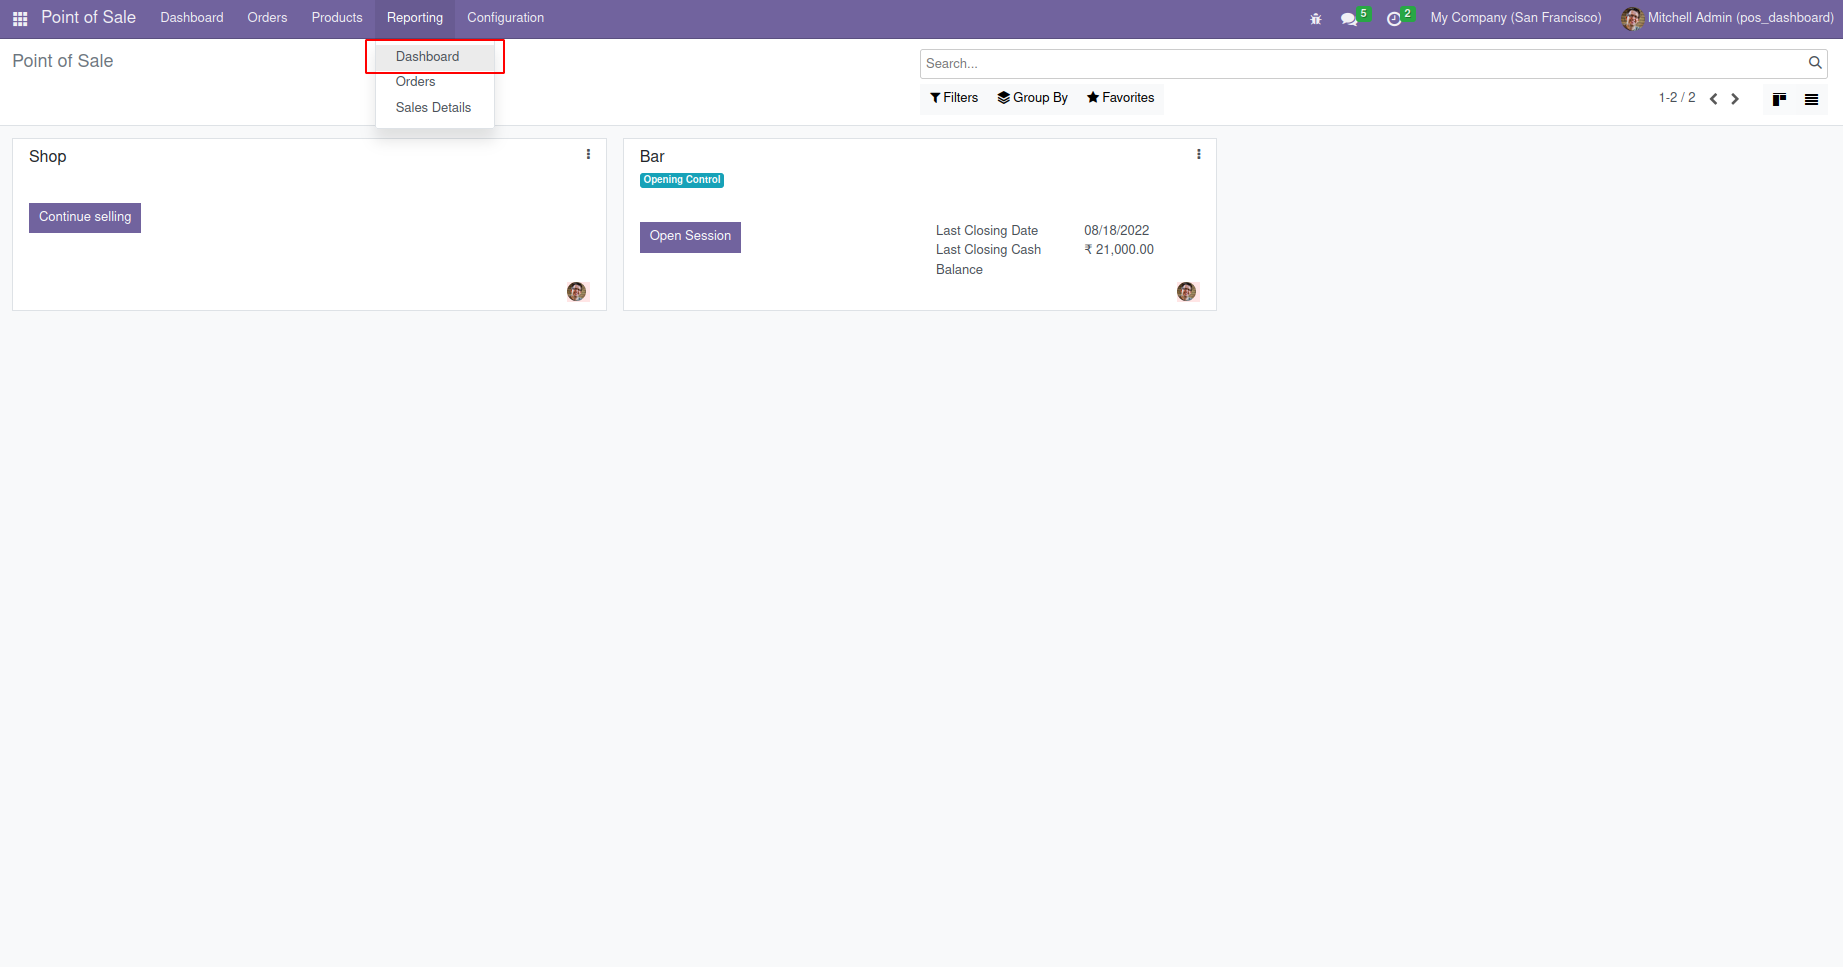 Point of Sale Dashboard Orders Products Reporting Configuration 5 2 My Company (San Francisco) Mitchell Admin (pos_dashboard)
Point of Sale
Dashboard
Orders
Sales Details
Search...
Filters Group By Favorites 1-2 / 2
Shop
Continue selling
Bar
Opening Control
Open Session
Last Closing Date 08/18/2022
Last Closing Cash ₹ 21,000.00
Balance